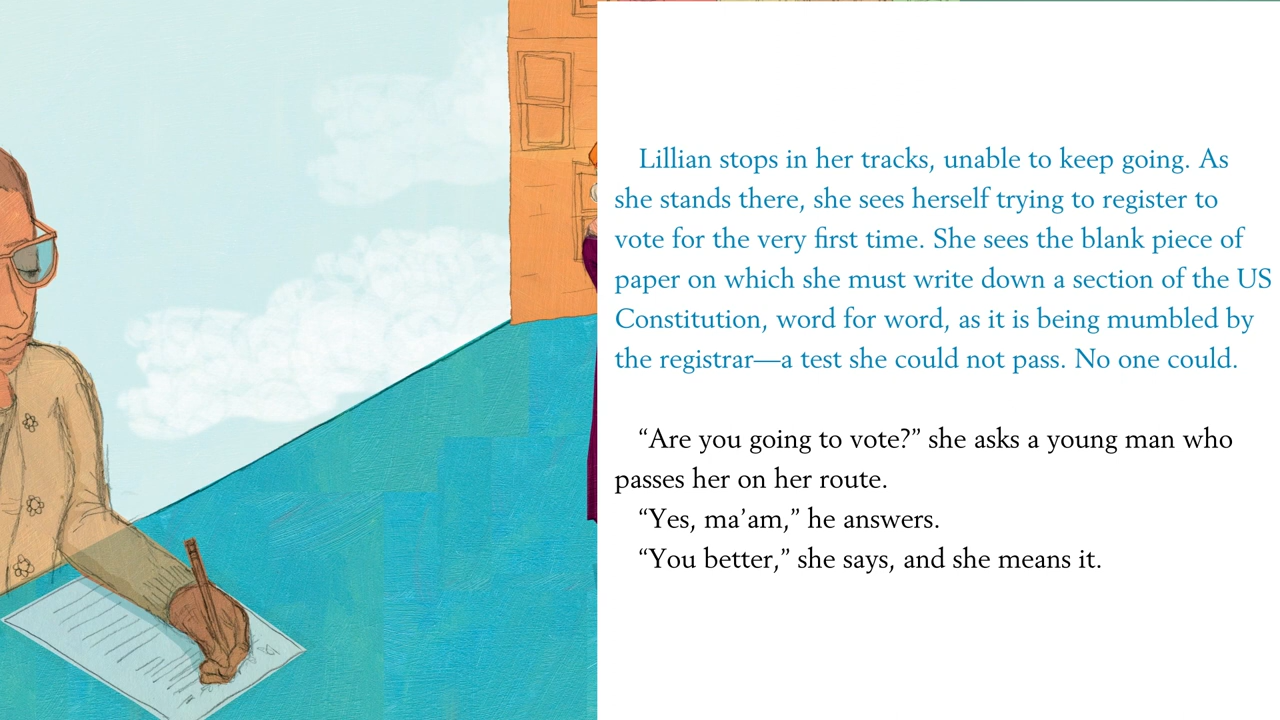 Lillian stops in her tracks, unable to keep going. As
she stands there, she sees herself trying to register to
vote for the very first time. She sees the blank piece of
paper on which she must write down a section of the US
Constitution, word for word, as it is being mumbled by
the registrar—a test she could not pass. No one could.
“Are you going to vote?” she asks a young man who
passes her on her route.
“Yes, ma’am,” he answers.
“You better,” she says, and she means it.